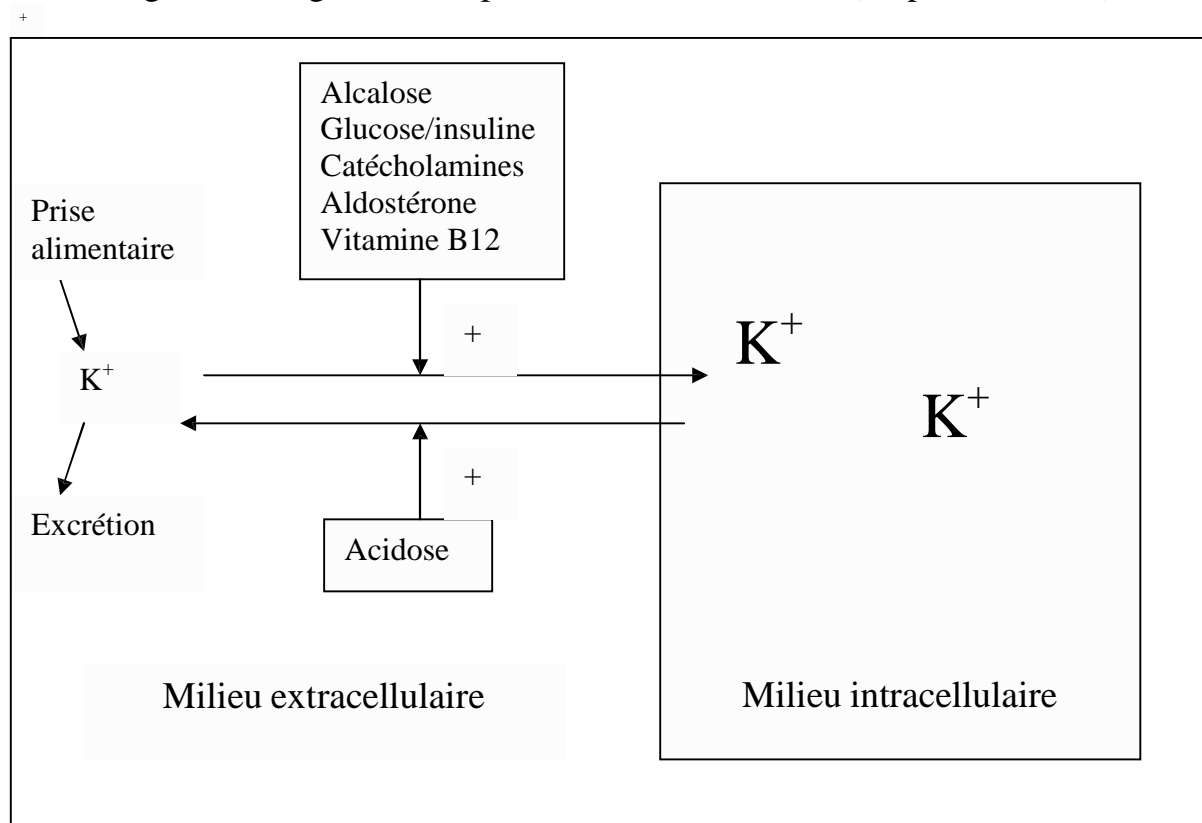 +
Alcalose
Glucose/insuline
Catécholamines
Aldostérone
Vitamine B12
Prise
alimentaire
+
K+
K+
K+
+
Excrétion
Acidose
Milieu extracellulaire
Milieu intracellulaire